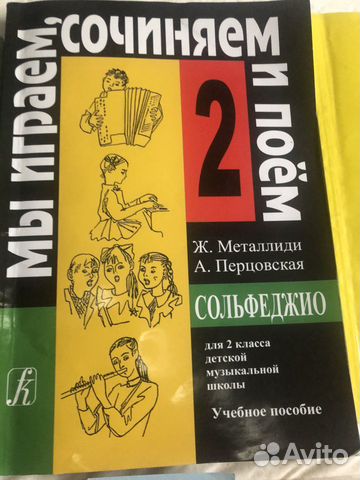 мы играем, сочиняем и поём
2
Ж. Металлиди
А. Перцовская
СОЛЬФЕДЖИО
для 2 класса
детской
музыкальной
школы
Учебное пособие
Avito